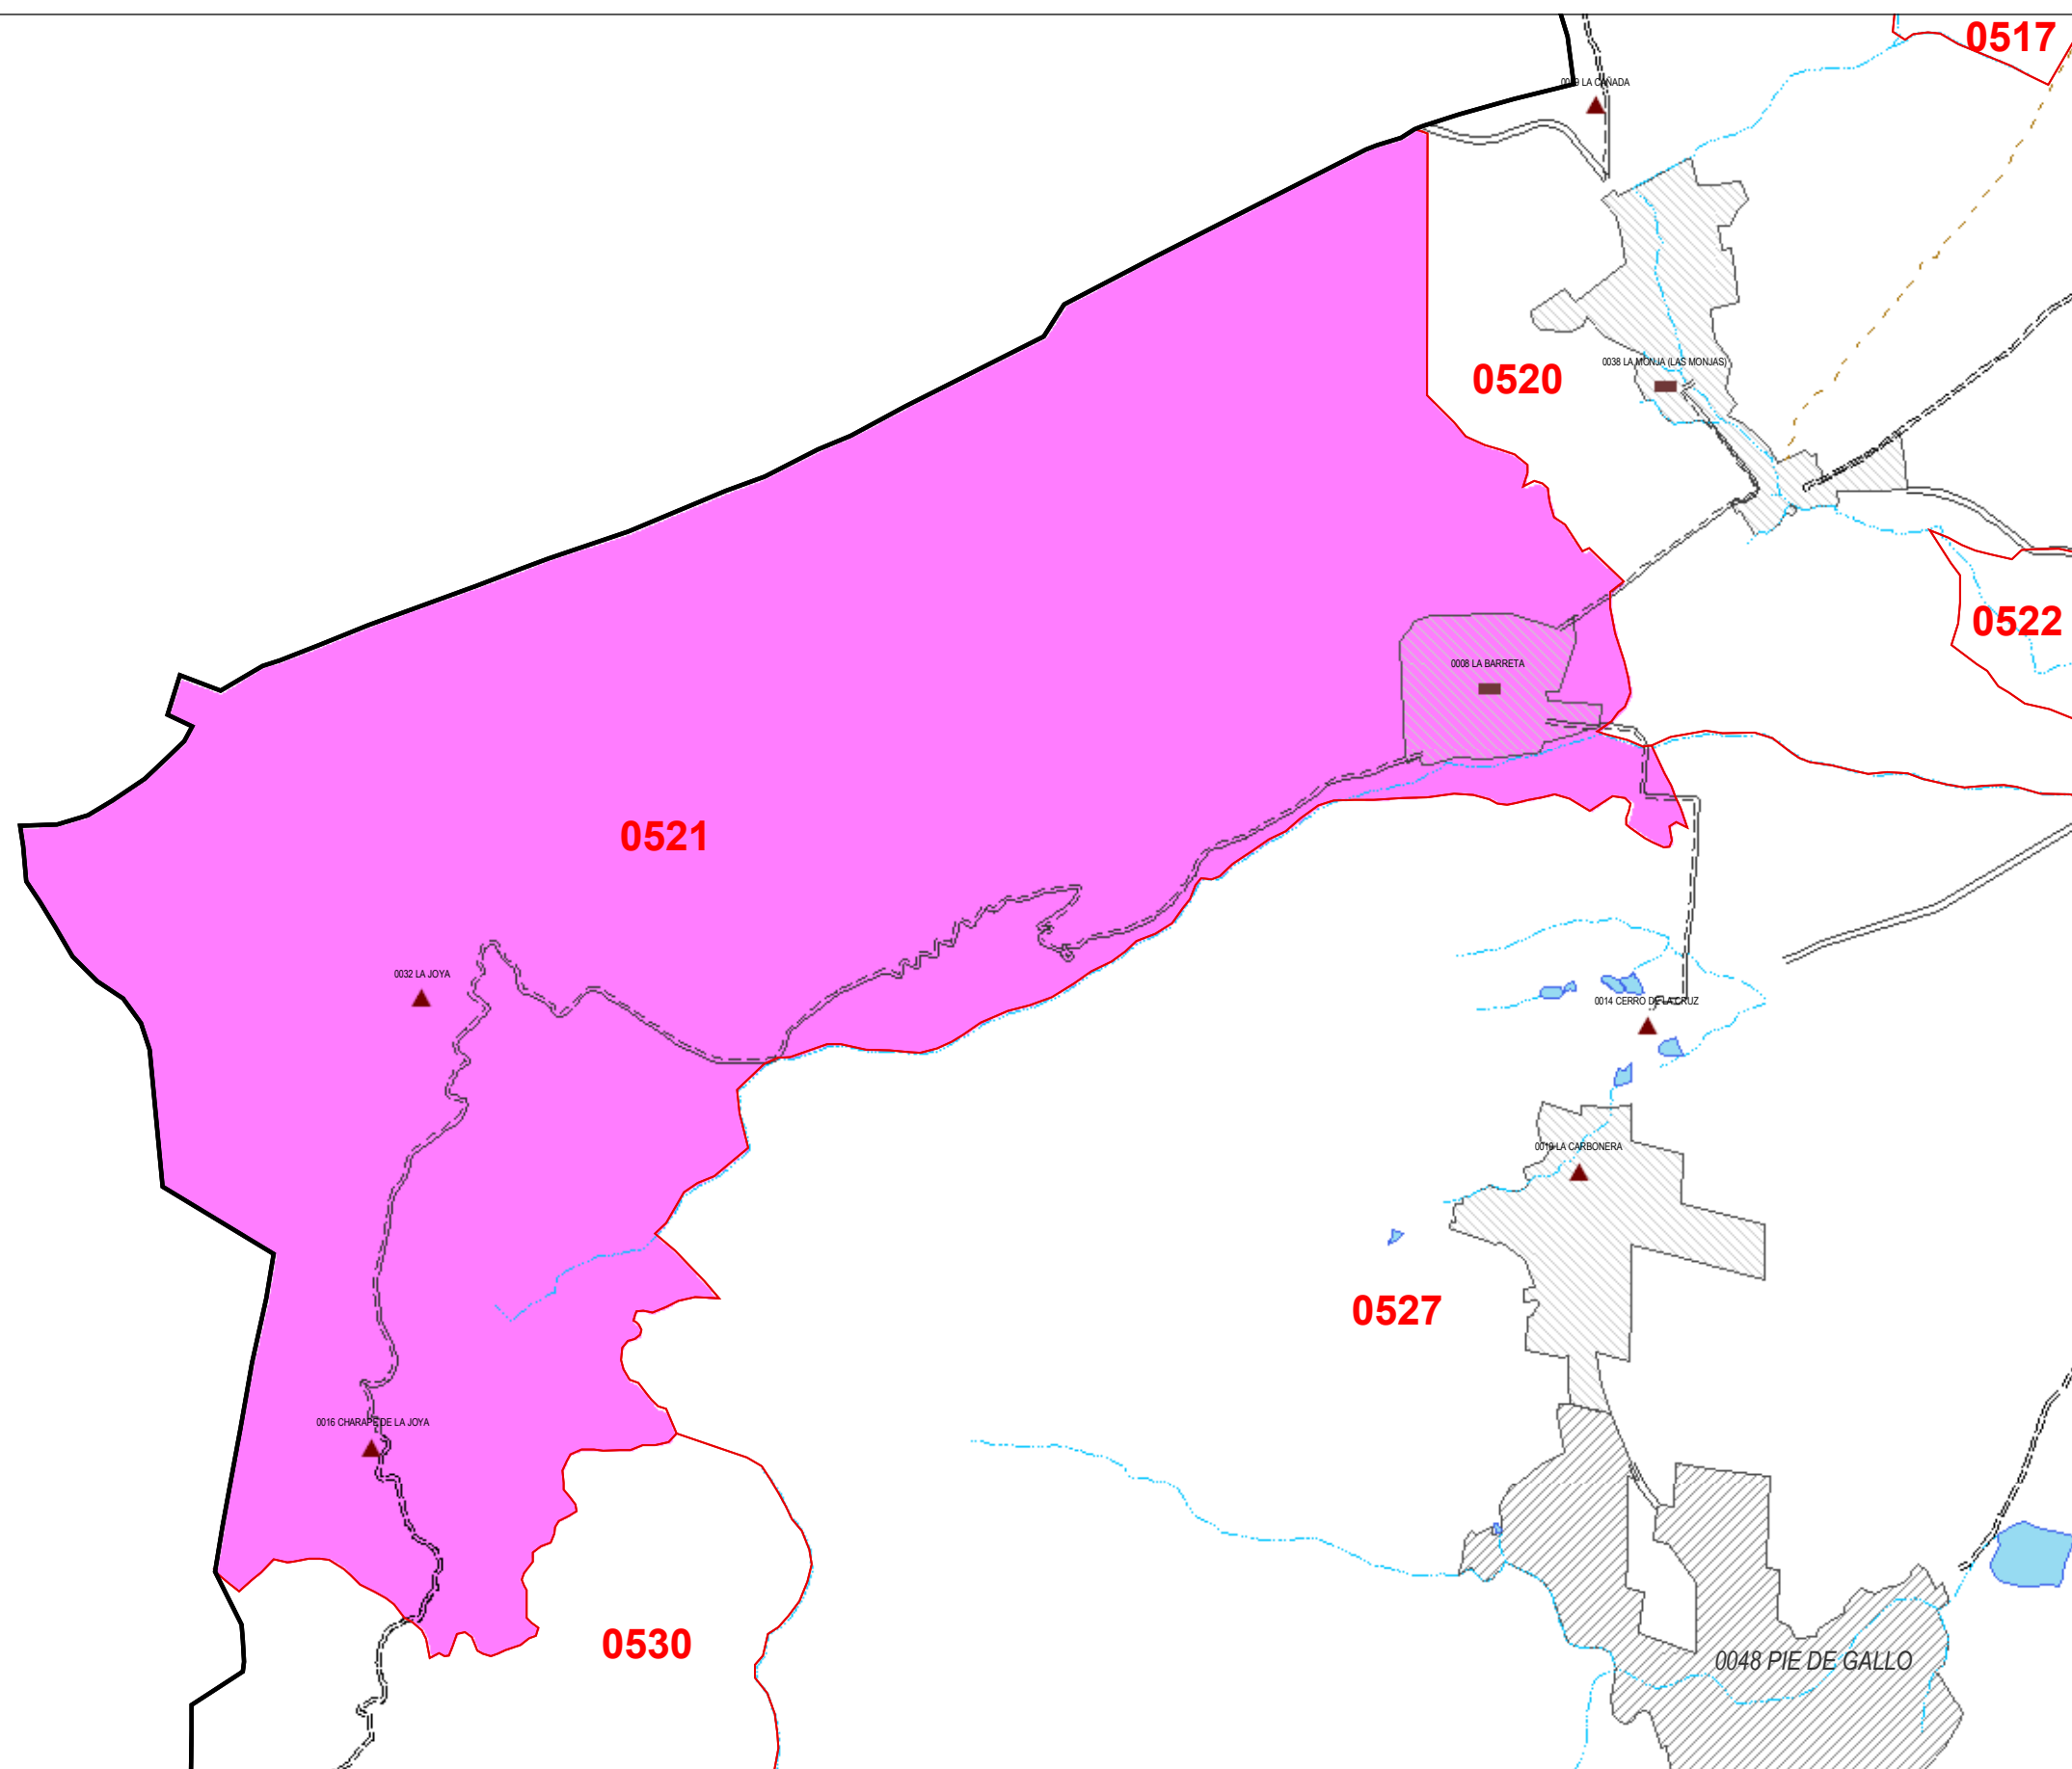 0517
LA CAÑADA
0038 LA MONJA (LAS MONJAS)
0520
0522
0008 LA BARRETA
0521
0032 LA JOYA
0014 CERRO DE LA CRUZ
LA CARBONERA
0527
0016 CHARAPE DE LA JOYA
0530
0048 PIE DE GALLO